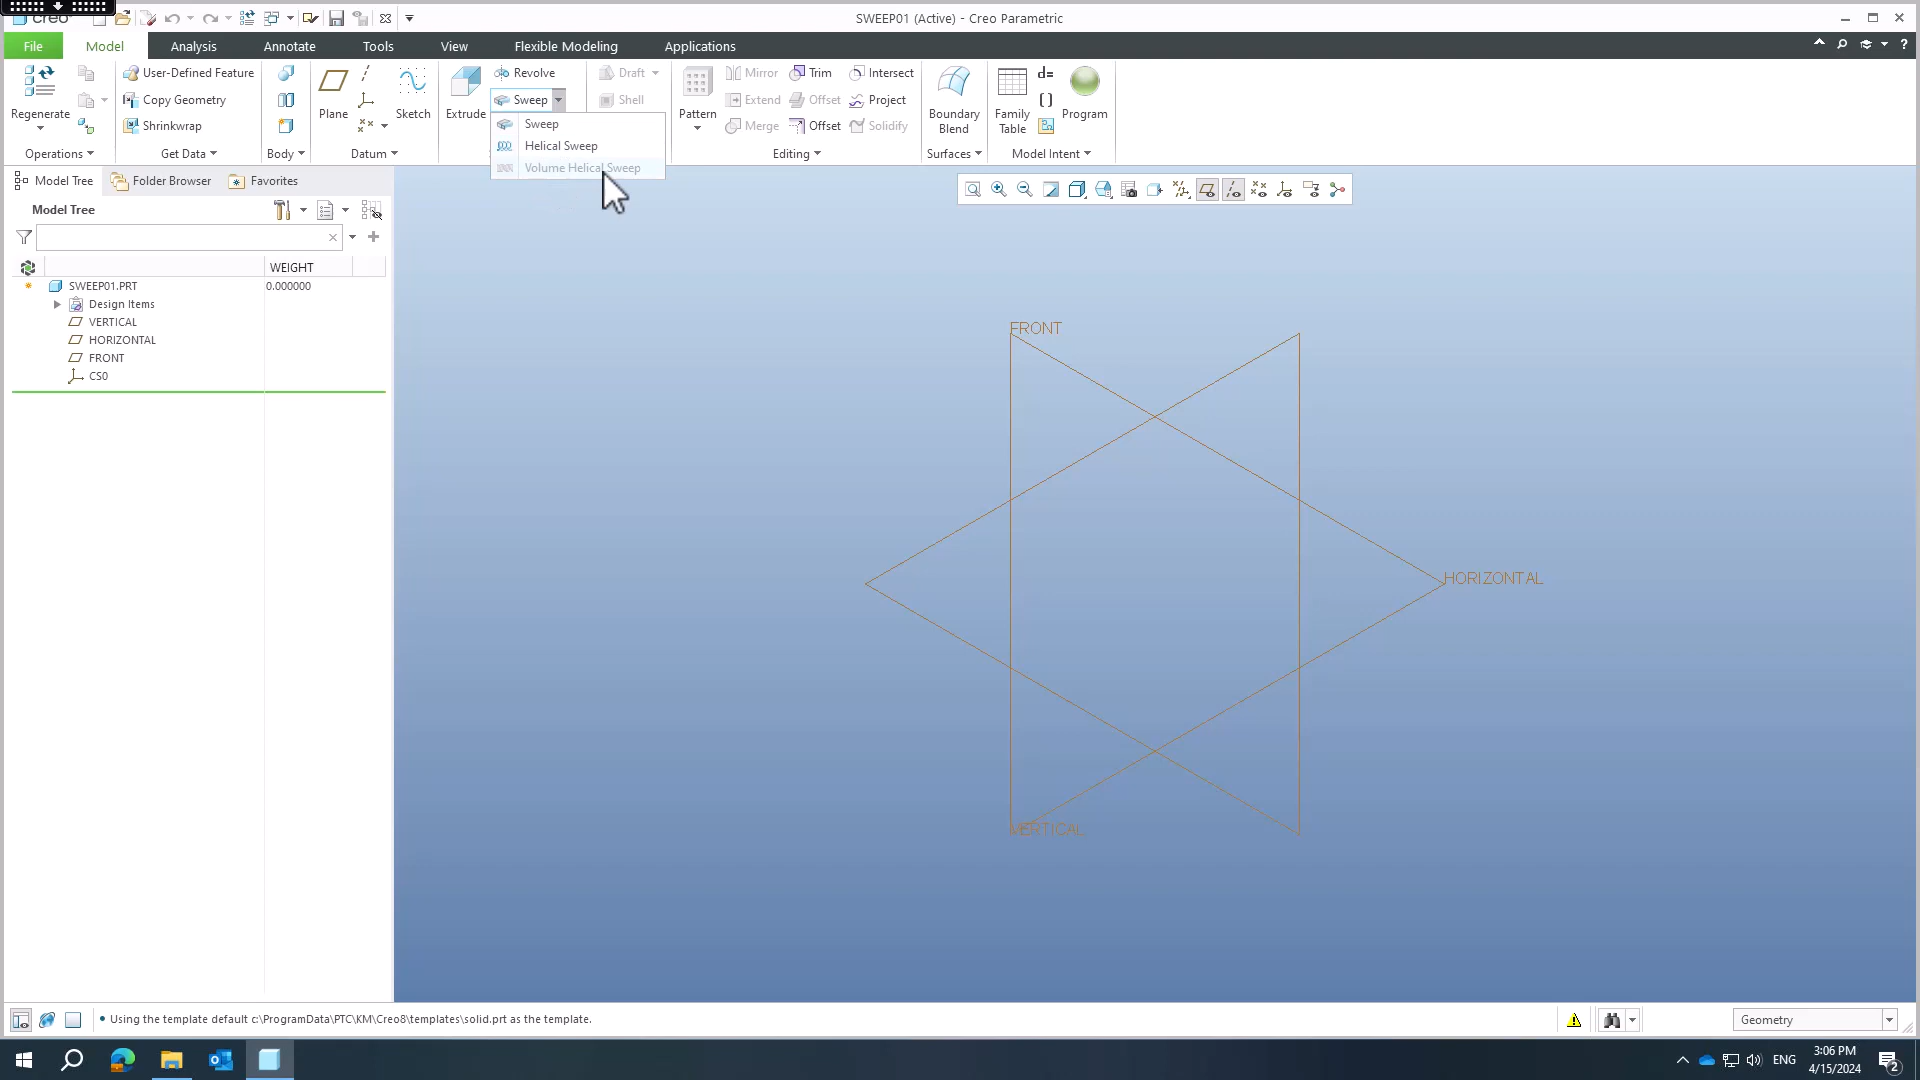 creo
SWEEP01 (Active) - Creo Parametric
File
Model
Analysis
Annotate
Tools
View
Flexible Modeling
Applications
Regenerate
Operations
User-Defined Feature
Copy Geometry
Shrinkwrap
Get Data
Body
Plane
Sketch
Datum
Extrude
Revolve
Sweep
Sweep
Helical Sweep
Volume Helical Sweep
Draft
Shell
Pattern
Mirror
Extend
Merge
Trim
Offset
Offset
Intersect
Project
Solidify
Editing
Boundary
Blend
Surfaces
Family
Table
d=
Program
Model Intent
Model Tree
Folder Browser
Favorites
Model Tree
WEIGHT
SWEEP01.PRT
0.000000
Design Items
VERTICAL
HORIZONTAL
FRONT
CS0
FRONT
HORIZONTAL
VERTICAL
• Using the template default c:\ProgramData\PTC\KM\Creo8\templates\solid.prt as the template.
Geometry
ENG
3:06 PM
4/15/2024
2